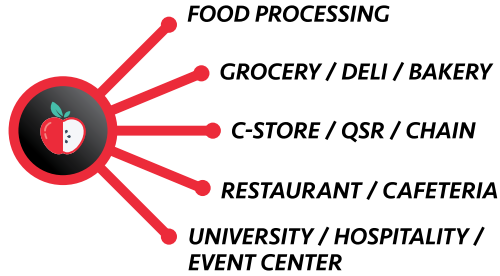 FOOD PROCESSING
GROCERY / DELI / BAKERY
C-STORE / QSR / CHAIN
RESTAURANT / CAFETERIA
UNIVERSITY / HOSPITALITY /
EVENT CENTER